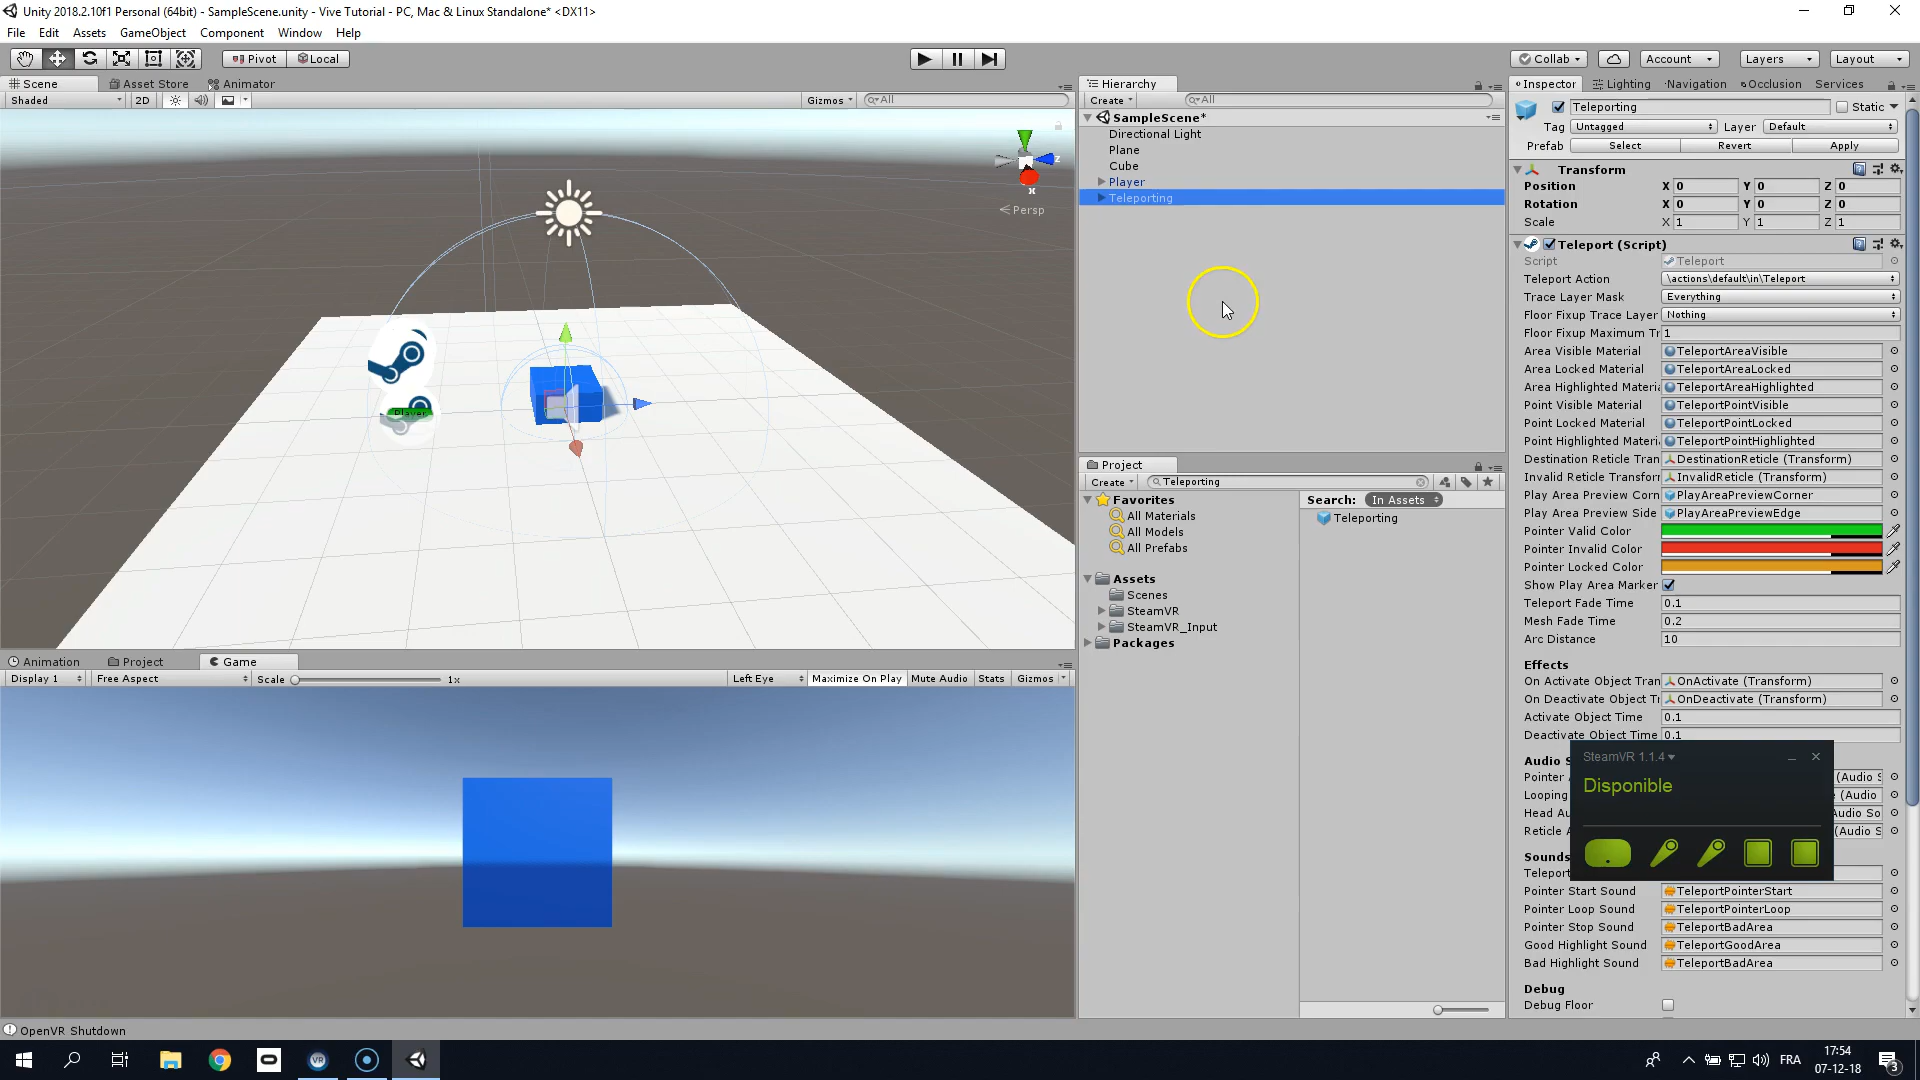 Unity 2018.2.10f1 Personal (64bit) - SampleScene.unity - Vive Tutorial - PC, Mac & Linux Standalone* <DX11>
File Edit Assets GameObject Component Window Help
Pivot Local Collab Account Layers Layout
Scene Asset Store Animator
Shaded 2D Gizmos All
z
x
Persp
Player
Hierarchy
Create All
SampleScene*
Directional Light
Plane
Cube
Player
Teleporting
Project
Create Teleporting
Favorites
All Materials
All Models
All Prefabs
Assets
Scenes
SteamVR
SteamVR_Input
Packages
Search: In Assets
Teleporting
Inspector Lighting Navigation Occlusion Services
Teleporting Static
Tag Untagged Layer Default
Prefab Select Revert Apply
Transform
Position X 0 Y 0 Z 0
Rotation X 0 Y 0 Z 0
Scale X 1 Y 1 Z 1
Teleport (Script)
Script Teleport
Teleport Action \actions\default\in\Teleport
Trace Layer Mask Everything
Floor Fixup Trace Layer Nothing
Floor Fixup Maximum Tr 1
Area Visible Material TeleportAreaVisible
Area Locked Material TeleportAreaLocked
Area Highlighted Materia TeleportAreaHighlighted
Point Visible Material TeleportPointVisible
Point Locked Material TeleportPointLocked
Point Highlighted Materi TeleportPointHighlighted
Destination Reticle Tran DestinationReticle (Transform)
Invalid Reticle Transforn InvalidReticle (Transform)
Play Area Preview Corn PlayAreaPreviewCorner
Play Area Preview Side PlayAreaPreviewEdge
Pointer Valid Color
Pointer Invalid Color
Pointer Locked Color
Show Play Area Marker
Teleport Fade Time 0.1
Mesh Fade Time 0.2
Arc Distance 10
Effects
On Activate Object Tran OnActivate (Transform)
On Deactivate Object T OnDeactivate (Transform)
Activate Object Time 0.1
Deactivate Object Time 0.1
Audio S
Pointer (Audio S
Looping (Audio
Head Au Audio So
Reticle A (Audio S
Sounds
Telepor
Pointer Start Sound TeleportPointerStart
Pointer Loop Sound TeleportPointerLoop
Pointer Stop Sound TeleportBadArea
Good Highlight Sound TeleportGoodArea
Bad Highlight Sound TeleportBadArea
Debug
Debug Floor
SteamVR 1.1.4
Disponible
Animation Project Game
Display 1 Free Aspect Scale 1x Left Eye Maximize On Play Mute Audio Stats Gizmos
OpenVR Shutdown
VR
FRA
17:54
07-12-18
3